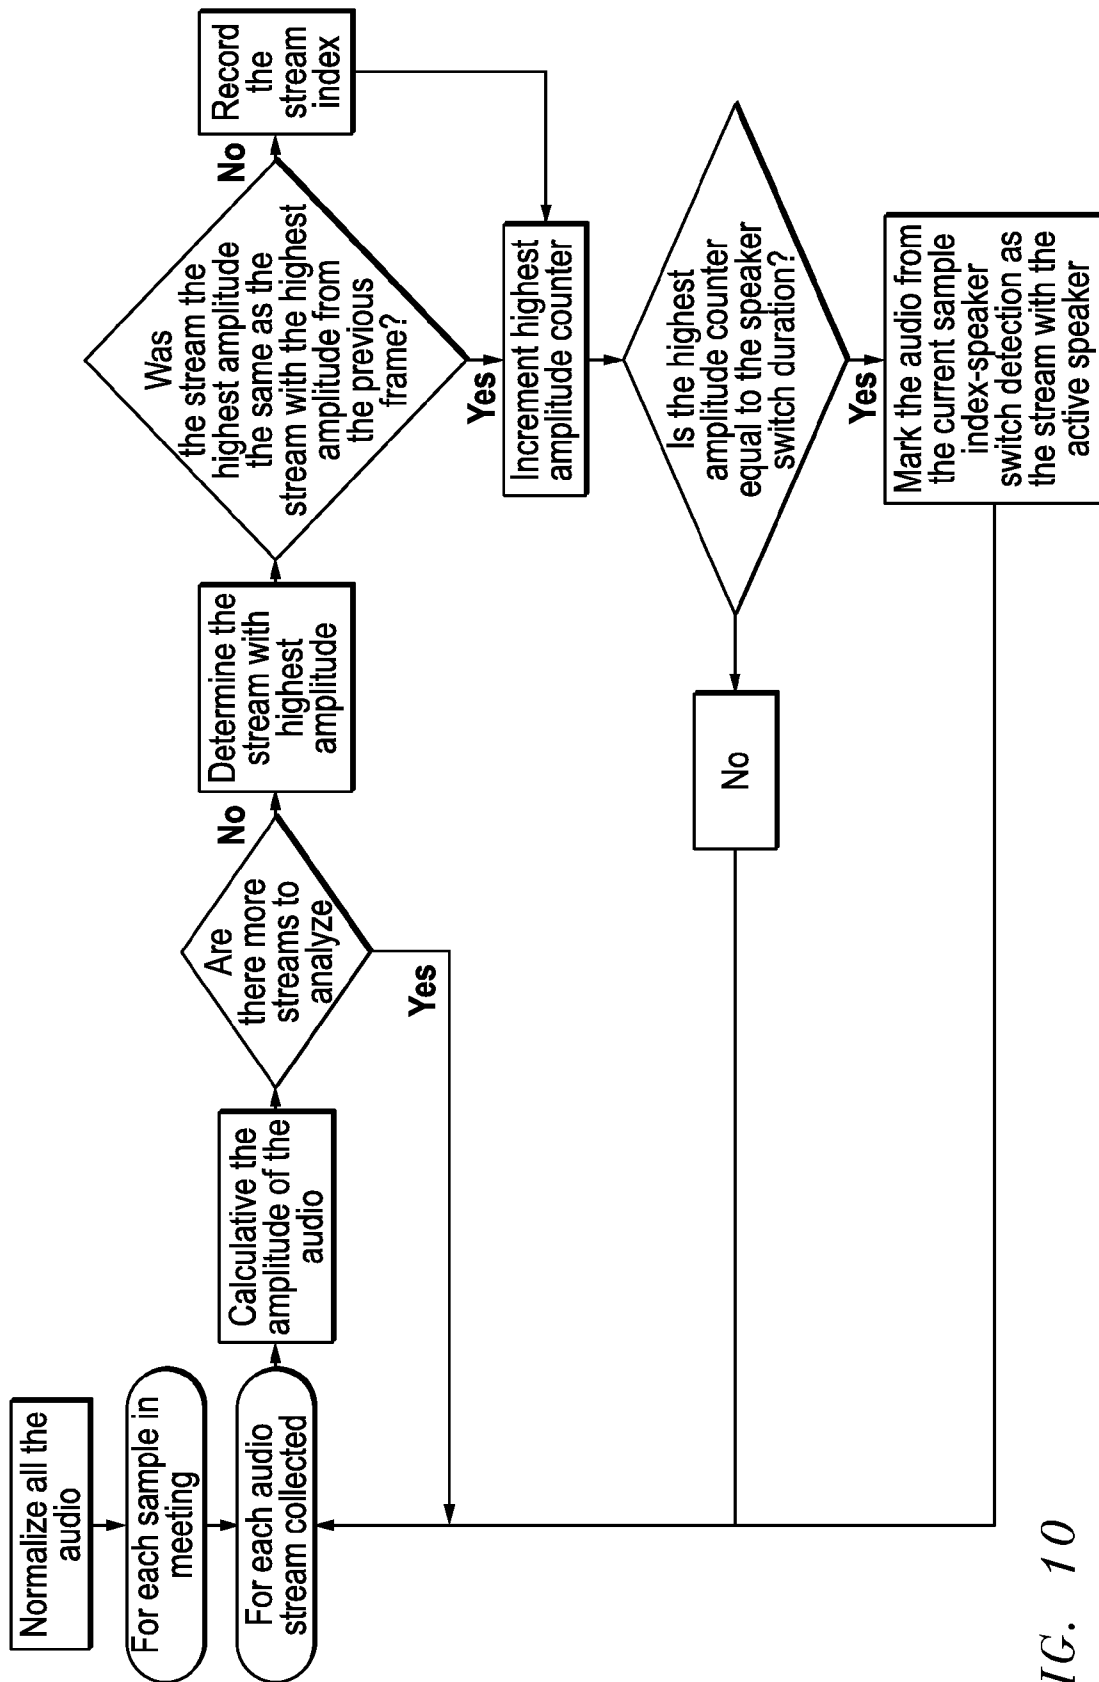 Normalize all the
audio
For each sample in
meeting
For each audio
stream collected
Calculative the
amplitude of the
audio
Are
there more
streams to
analyze
Yes
No
Determine the
stream with
highest
amplitude
Was
the stream the
highest amplitude
the same as the
stream with the highest
amplitude from
the previous
frame?
No
Record
the
stream
index
Yes
Increment highest
amplitude counter
Is the highest
amplitude counter
equal to the speaker
switch duration?
No
Yes
Mark the audio from
the current sample
index-speaker
switch detection as
the stream with the
active speaker
IG. 10